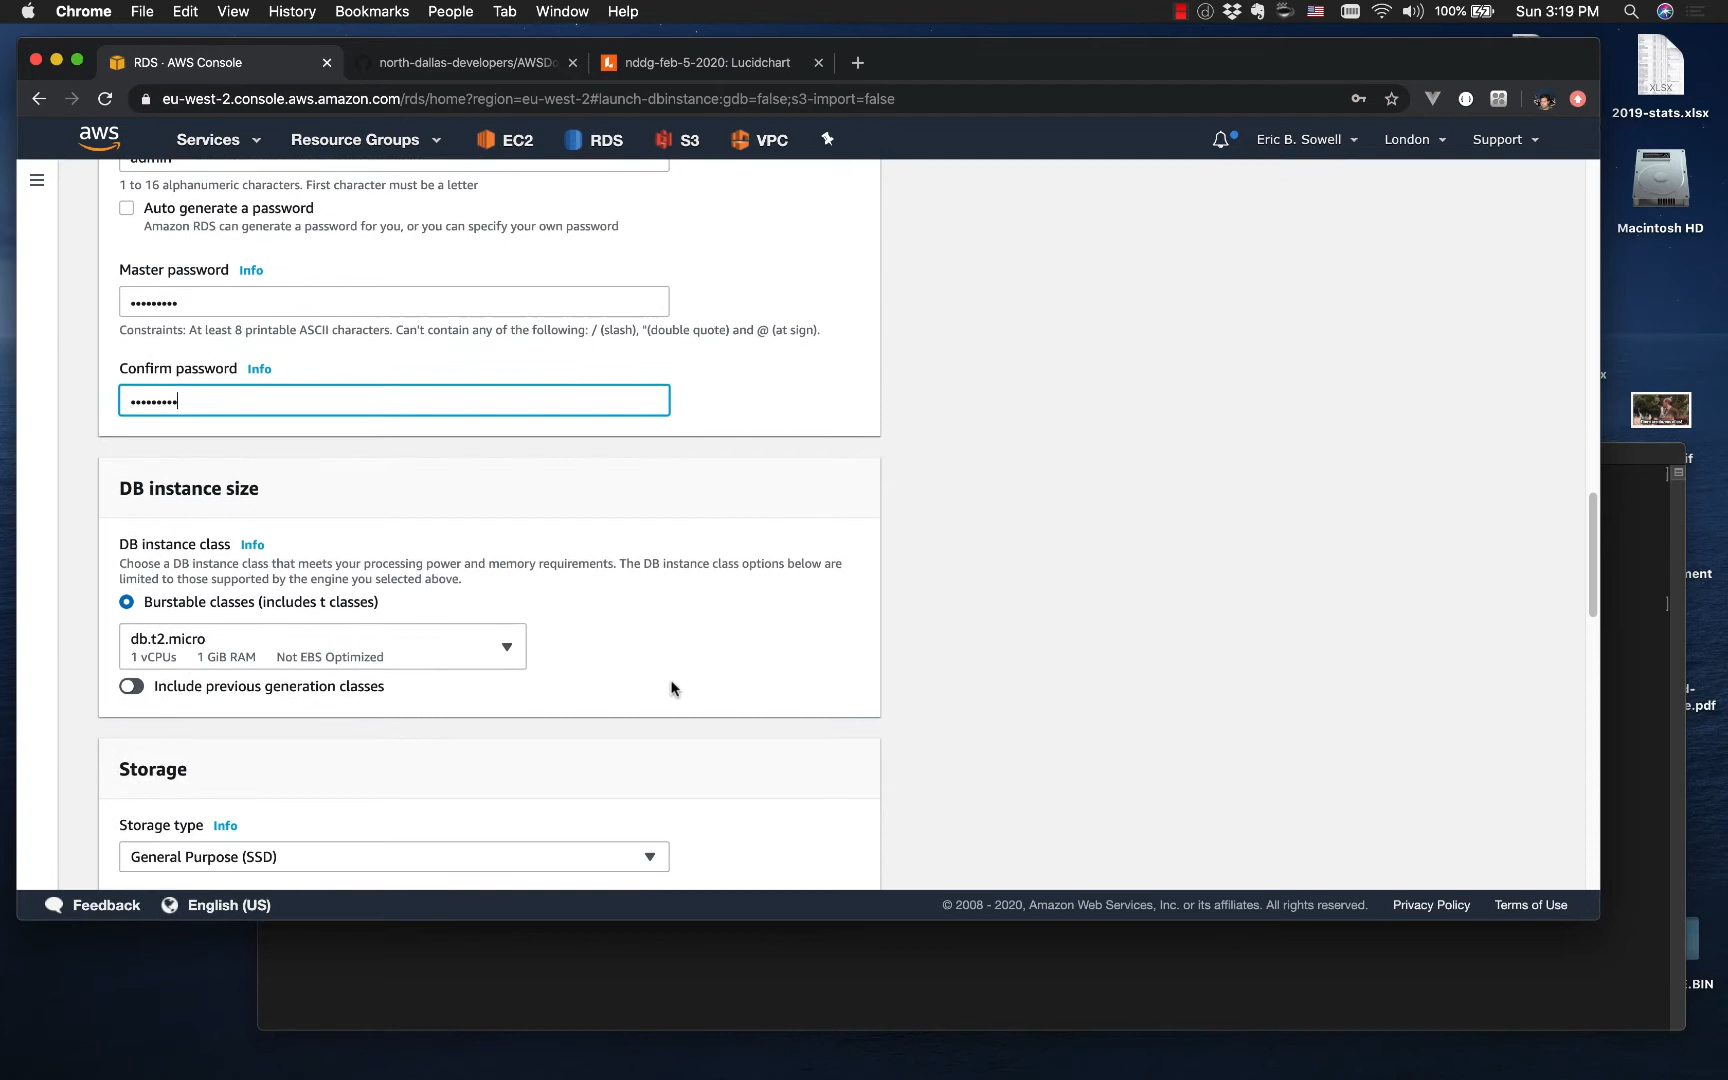 Chrome File Edit View History Bookmarks People Tab Window Help 100% Sun 3:19 PM
RDS · AWS Console north-dallas-developers/AWSDo nddg-feb-5-2020: Lucidchart
eu-west-2.console.aws.amazon.com/rds/home?region=eu-west-2#launch-dbinstance:gdb=false;s3-import=false
aws Services Resource Groups EC2 RDS S3 VPC Eric B. Sowell London Support
admin
1 to 16 alphanumeric characters. First character must be a letter
Auto generate a password
Amazon RDS can generate a password for you, or you can specify your own password
Master password Info
•••••••••
Constraints: At least 8 printable ASCII characters. Can't contain any of the following: / (slash), "(double quote) and @ (at sign).
Confirm password Info
•••••••••
DB instance size
DB instance class Info
Choose a DB instance class that meets your processing power and memory requirements. The DB instance class options below are
limited to those supported by the engine you selected above.
Burstable classes (includes t classes)
db.t2.micro
1 vCPUs 1 GiB RAM Not EBS Optimized
Include previous generation classes
Storage
Storage type Info
General Purpose (SSD)
Feedback English (US) © 2008 - 2020, Amazon Web Services, Inc. or its affiliates. All rights reserved. Privacy Policy Terms of Use
XLSX
2019-stats.xlsx
Macintosh HD
x
if
]
ment
]
d-
e.pdf
E.BIN